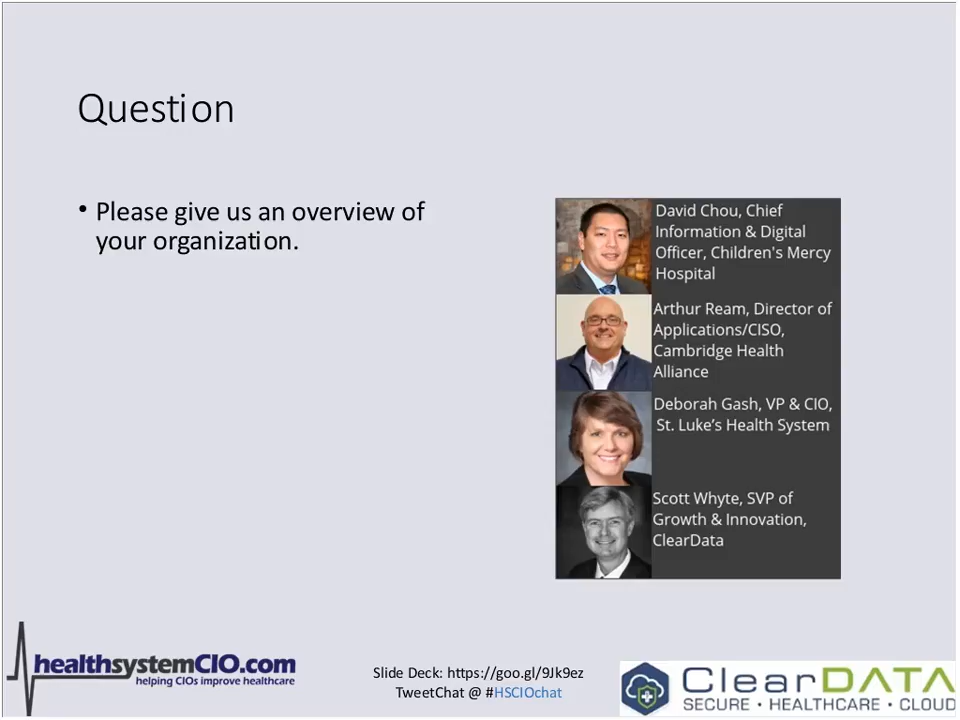 Question
• Please give us an overview of
your organization.
David Chou, Chief
Information & Digital
Officer, Children's Mercy
Hospital
Arthur Ream, Director of
Applications/CISO,
Cambridge Health
Alliance
Deborah Gash, VP & CIO,
St. Luke’s Health System
Scott Whyte, SVP of
Growth & Innovation,
ClearData
healthsystemCIO.com
helping CIOs improve healthcare
Slide Deck: https://goo.gl/9Jk9ez
TweetChat @ #HSCIOchat
ClearDATA
SECURE • HEALTHCARE • CLOUD